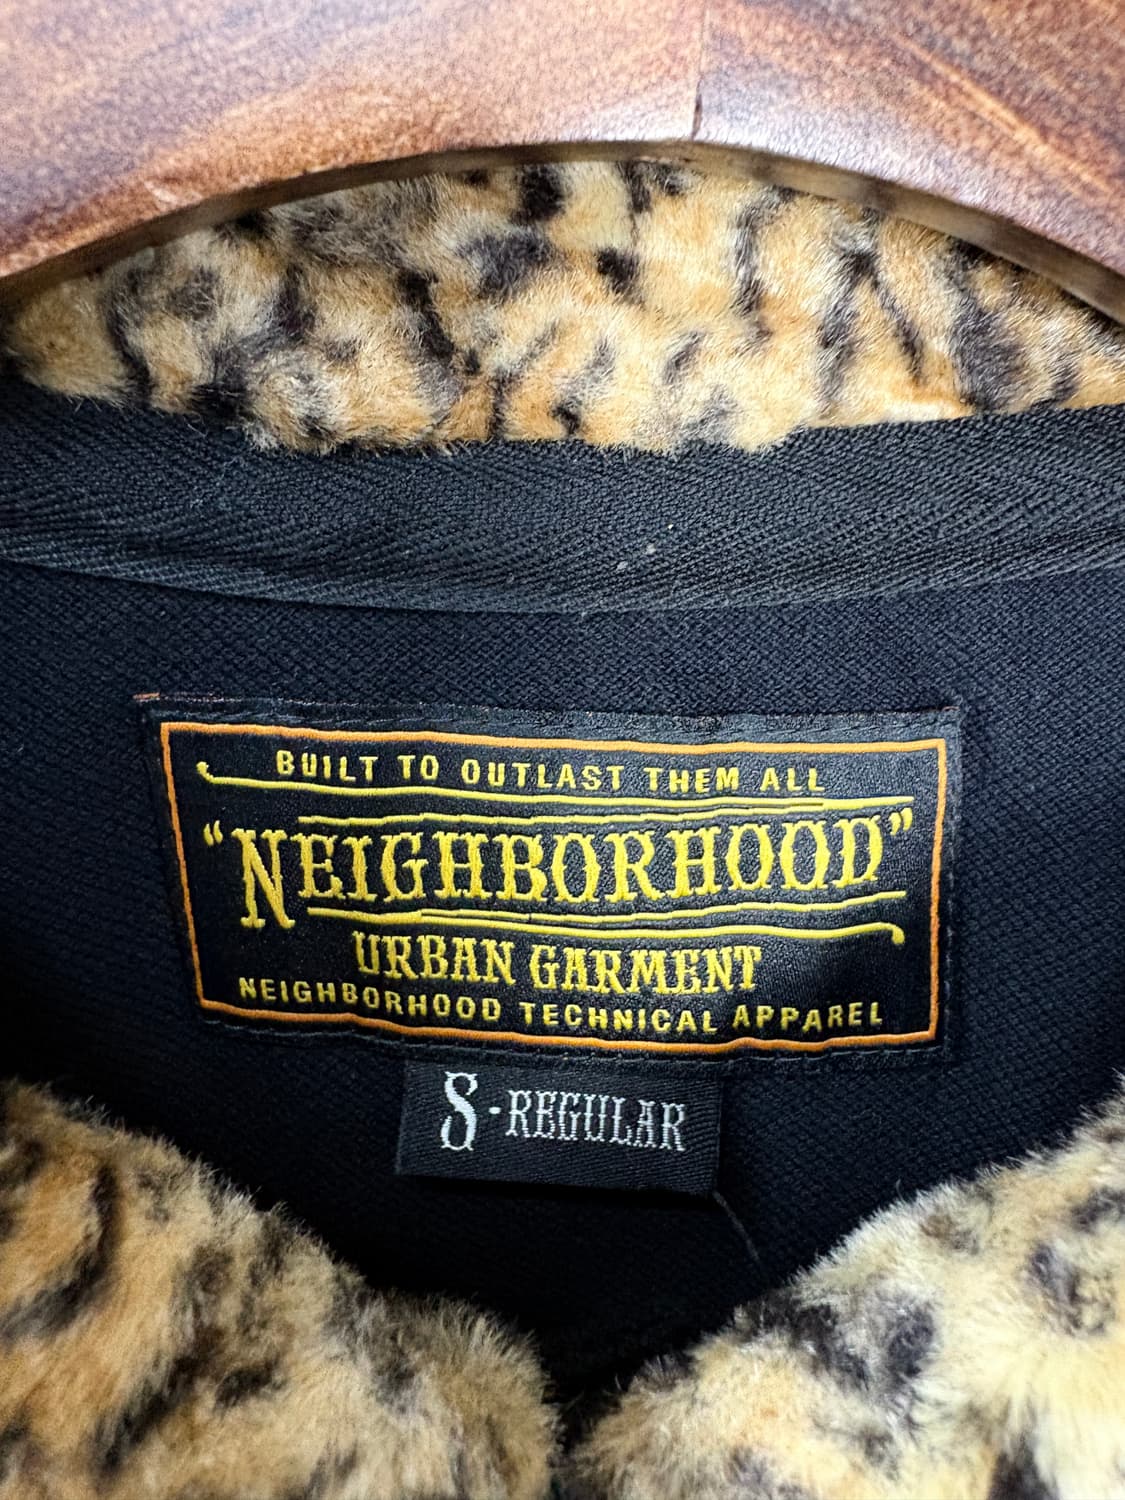 BUILT TO OUTLAST THEM ALL
"NEIGHBORHOOD"
URBAN GARMENT
NEIGHBORHOOD TECHNICAL APPAREL
S-REGULAR